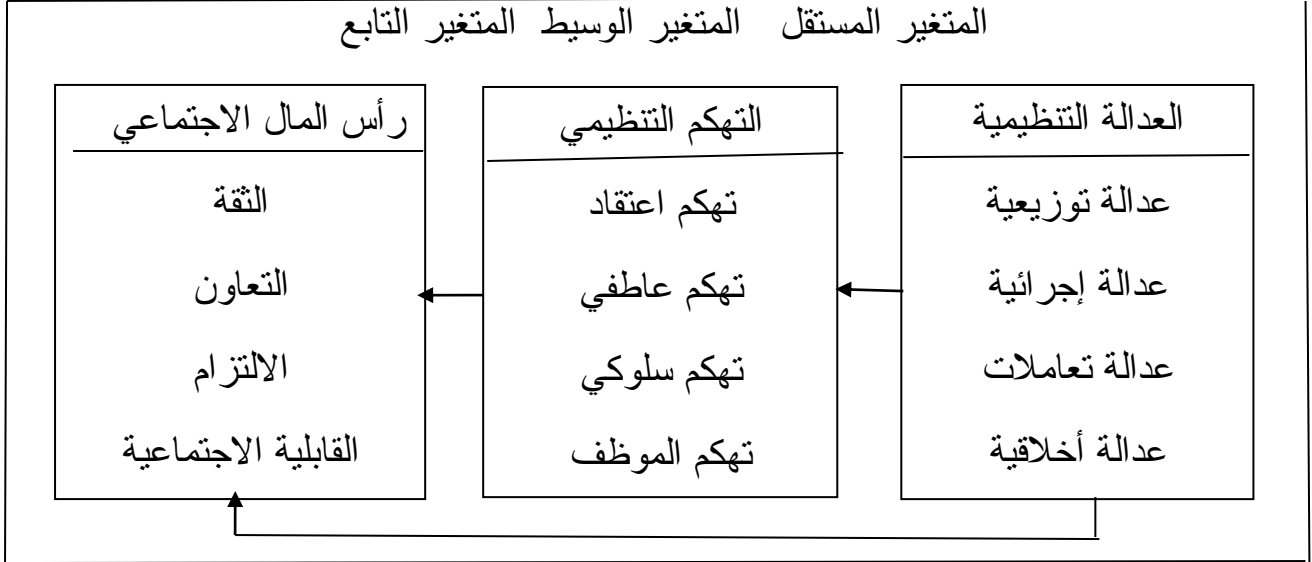 المتغير المستقل المتغير الوسيط المتغير التابع
العدالة التنظيمية
عدالة توزيعية
عدالة إجرائية
عدالة تعاملات
عدالة أخلاقية
التهكم التنظيمي
تهكم اعتقاد
تهكم عاطفي
تهكم سلوكي
تهكم الموظف
رأس المال الاجتماعي
الثقة
التعاون
الالتزام
القابلية الاجتماعية